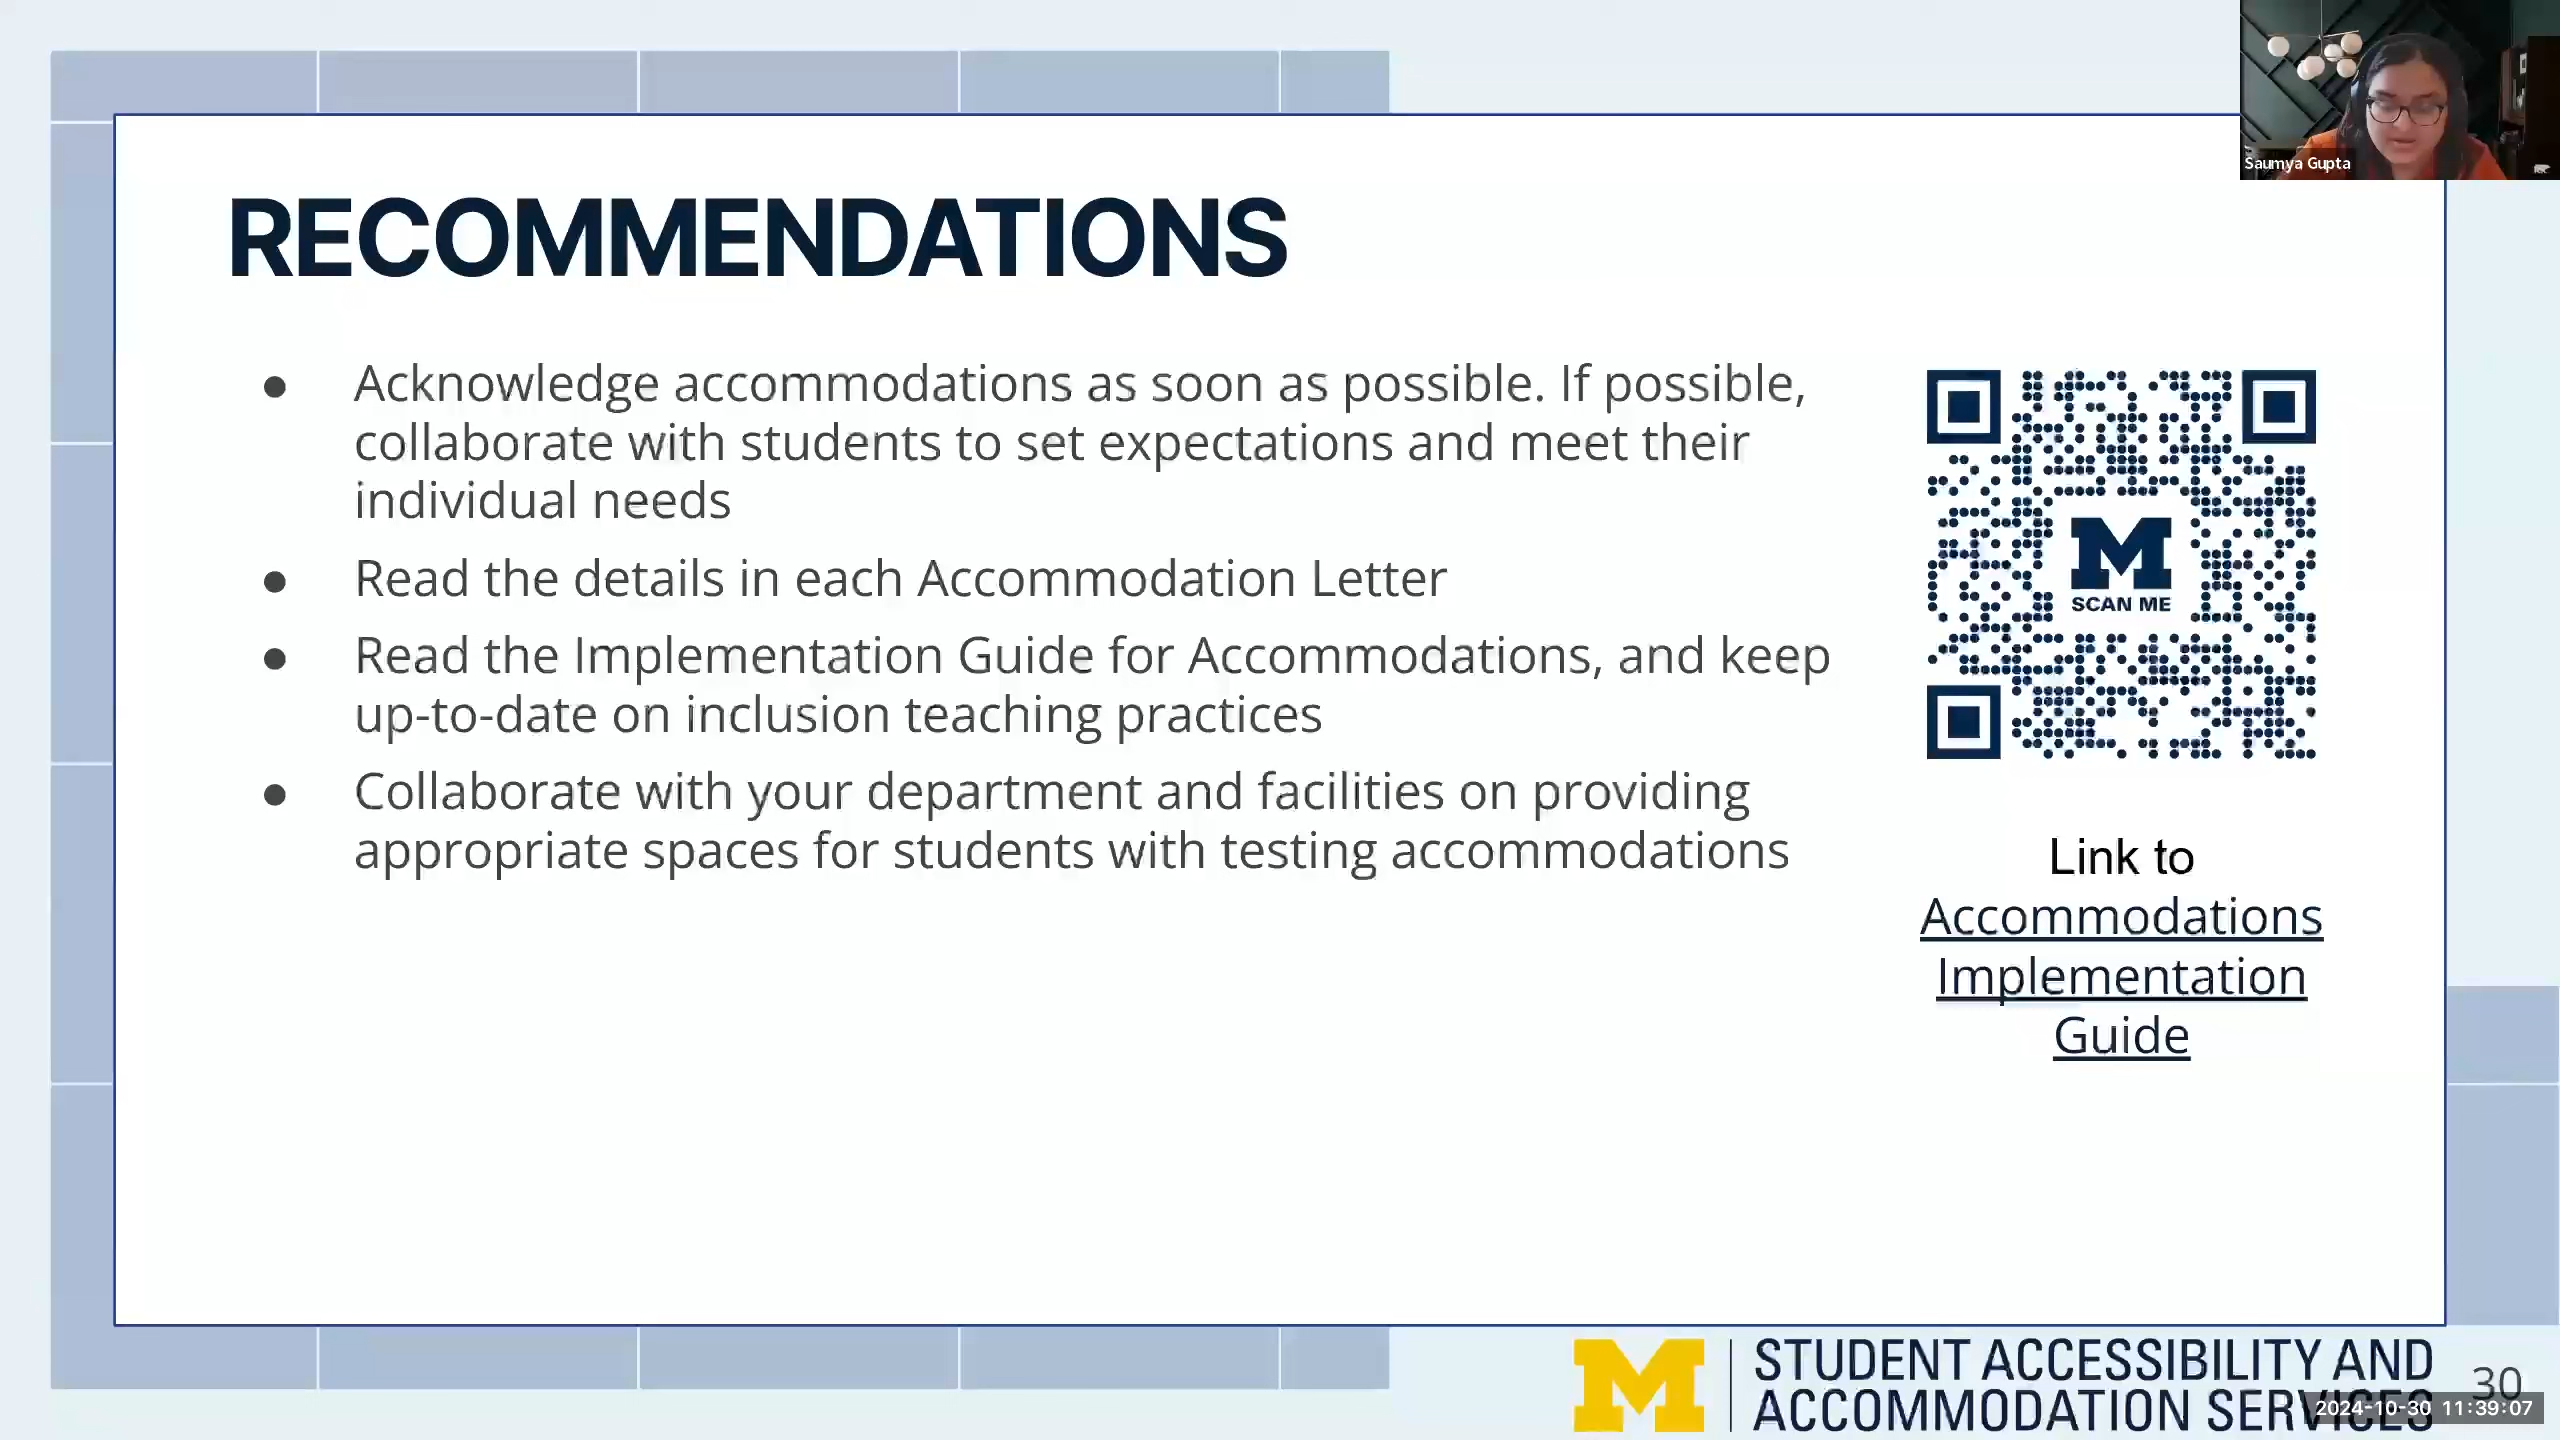 Saumya Gupta
RECOMMENDATIONS
● Acknowledge accommodations as soon as possible. If possible,
collaborate with students to set expectations and meet their
individual needs
● Read the details in each Accommodation Letter
● Read the Implementation Guide for Accommodations, and keep
up-to-date on inclusion teaching practices
● Collaborate with your department and facilities on providing
appropriate spaces for students with testing accommodations
M
SCAN ME
Link to
Accommodations
Implementation
Guide
M
STUDENT ACCESSIBILITY AND
ACCOMMODATION SERVICES
30
2024-10-30 11:39:07